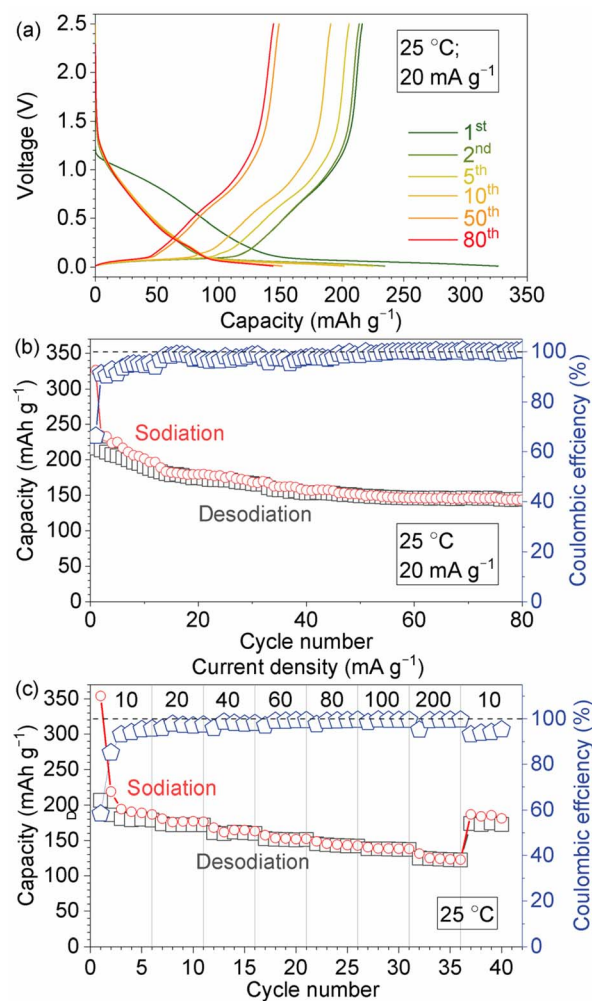 (a)
25 °C;
20 mA g⁻¹
1st
2nd
5th
10th
50th
80th
Voltage (V)
2.5
2.0
1.5
1.0
0.5
0.0
0 50 100 150 200 250 300 350
Capacity (mAh g⁻¹)
(b)
Capacity (mAh g⁻¹)
350
300
250
200
150
100
50
0
Sodiation
Desodiation
25 °C
20 mA g⁻¹
100
80
60
40
20
0
Coulombic effciency (%)
0 20 40 60 80
Cycle number
Current density (mA g⁻¹)
(c)
10 20 40 60 80 100 200 10
Capacity (mAh g⁻¹)
350
300
250
200
150
100
50
0
Sodiation
Desodiation
25 °C
100
80
60
40
20
0
Coulombic effciency (%)
0 5 10 15 20 25 30 35 40
Cycle number